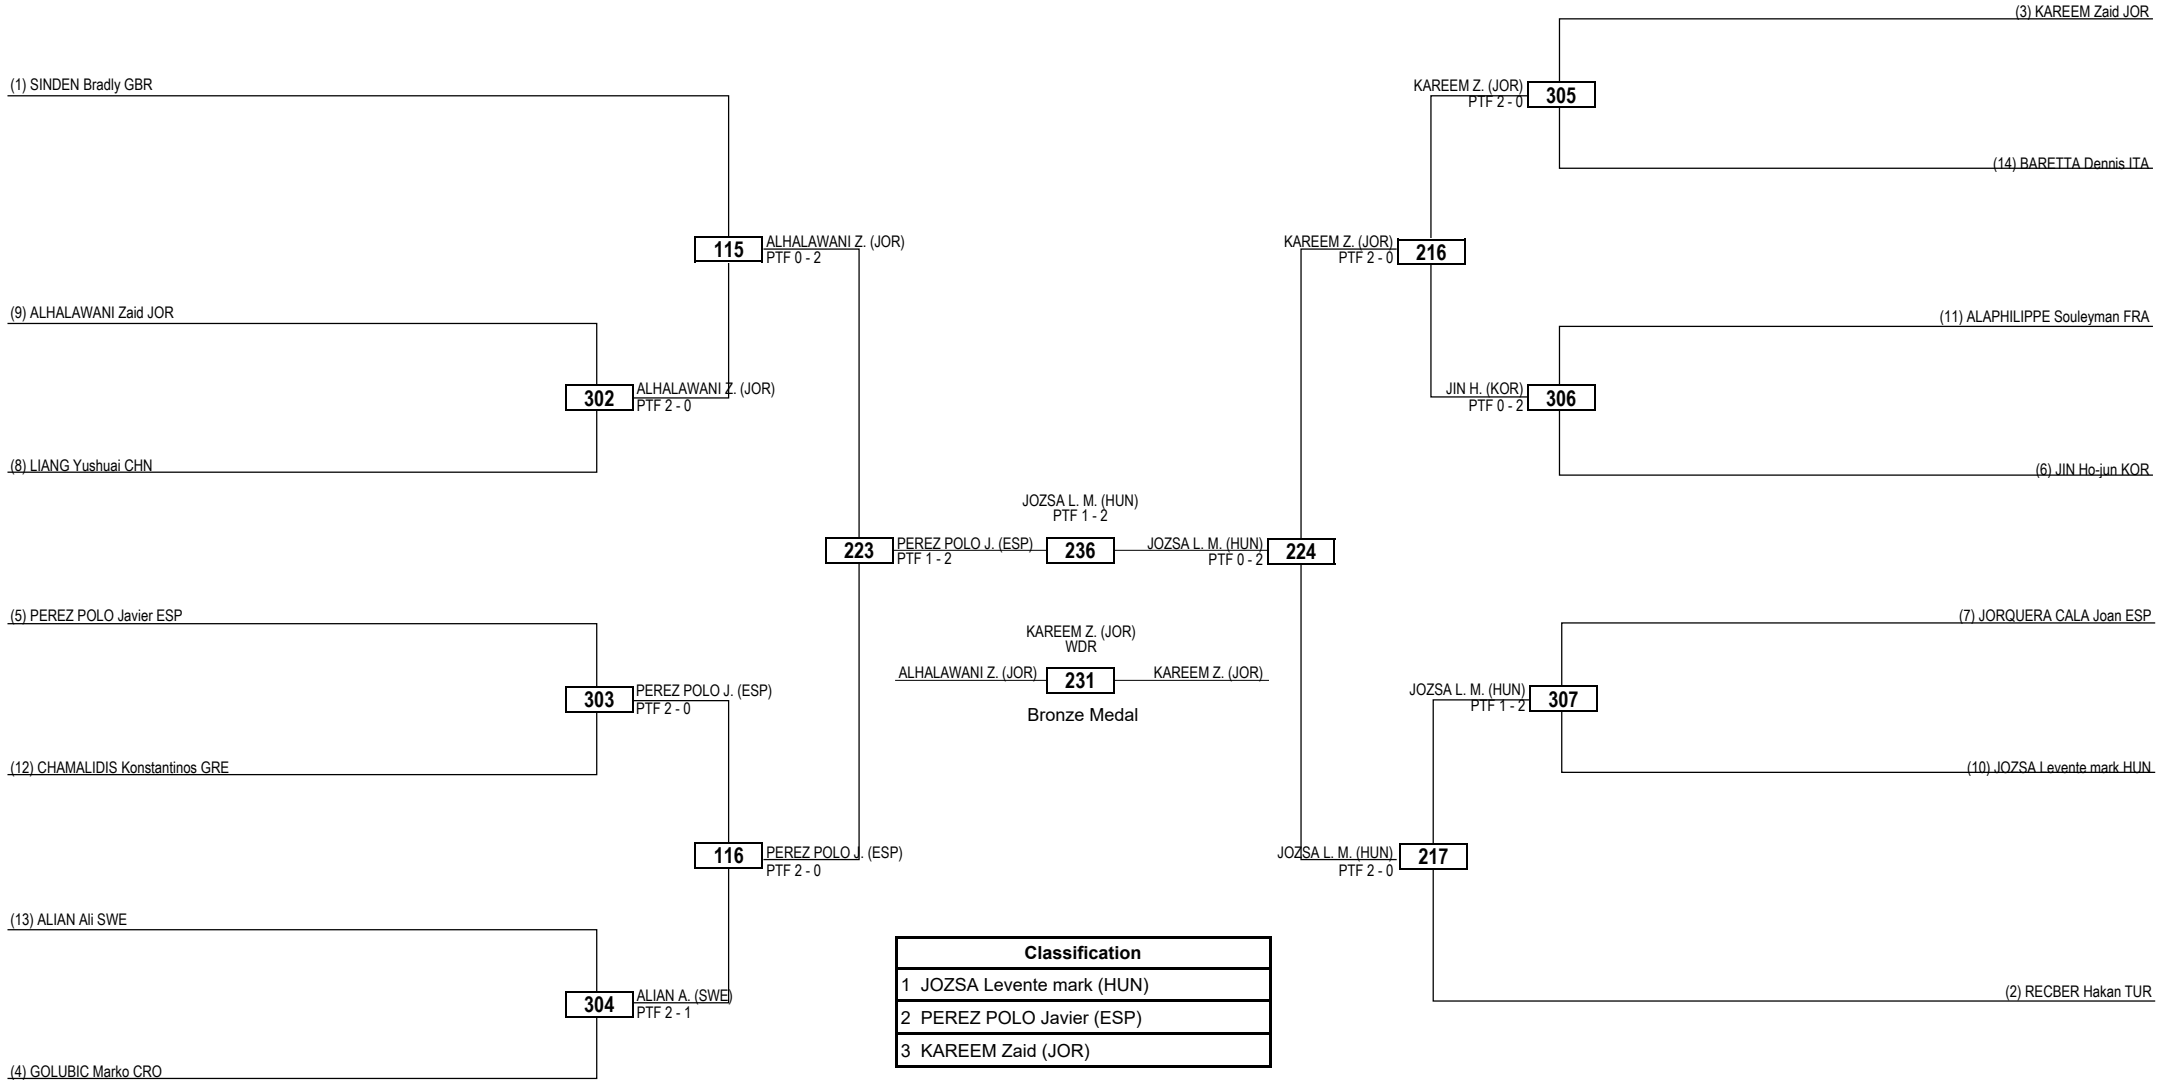 (3) KAREEM Zaid JOR
(1) SINDEN Bradly GBR
KAREEM Z. (JOR)
PTF 2 - 0
305
(14) BARETTA Dennis ITA
115
ALHALAWANI Z. (JOR)
PTF 0 - 2
KAREEM Z. (JOR)
PTF 2 - 0
216
(9) ALHALAWANI Zaid JOR
(11) ALAPHILIPPE Souleyman FRA
302
ALHALAWANI Z. (JOR)
PTF 2 - 0
JIN H. (KOR)
PTF 0 - 2
306
(8) LIANG Yushuai CHN
(6) JIN Ho-jun KOR
JOZSA L. M. (HUN)
PTF 1 - 2
223
PEREZ POLO J. (ESP)
PTF 1 - 2
236
JOZSA L. M. (HUN)
PTF 0 - 2
224
(5) PEREZ POLO Javier ESP
(7) JORQUERA CALA Joan ESP
KAREEM Z. (JOR)
WDR
ALHALAWANI Z. (JOR)
231
KAREEM Z. (JOR)
Bronze Medal
303
PEREZ POLO J. (ESP)
PTF 2 - 0
JOZSA L. M. (HUN)
PTF 1 - 2
307
(12) CHAMALIDIS Konstantinos GRE
(10) JOZSA Levente mark HUN
116
PEREZ POLO J. (ESP)
PTF 2 - 0
JOZSA L. M. (HUN)
PTF 2 - 0
217
(13) ALIAN Ali SWE
Classification
1 JOZSA Levente mark (HUN)
2 PEREZ POLO Javier (ESP)
3 KAREEM Zaid (JOR)
304
ALIAN A. (SWE)
PTF 2 - 1
(2) RECBER Hakan TUR
(4) GOLUBIC Marko CRO